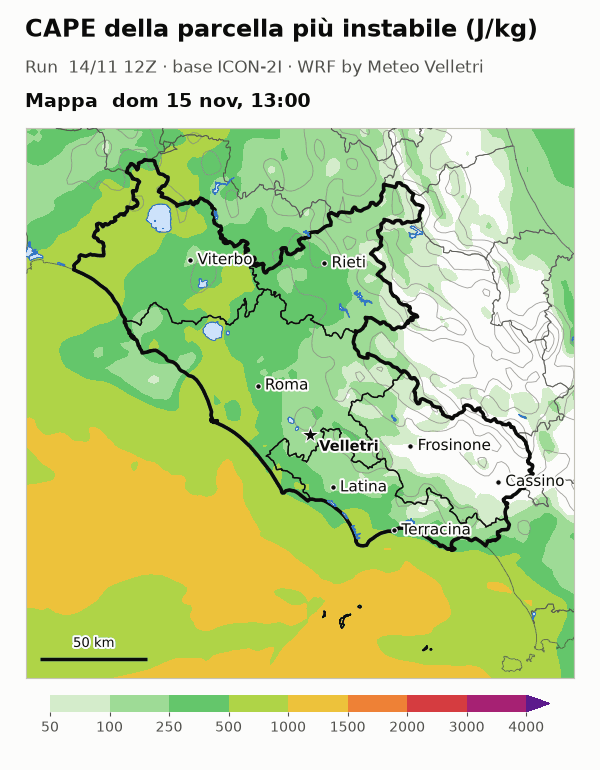 CAPE della parcella più instabile (J/kg)
Run  14/11 12Z · base ICON-2I · WRF by Meteo Velletri
Mappa  dom 15 nov, 13:00
Viterbo
Rieti
Roma
Velletri
Frosinone
Latina
Cassino
Terracina
50 km
50 100 250 500 1000 1500 2000 3000 4000